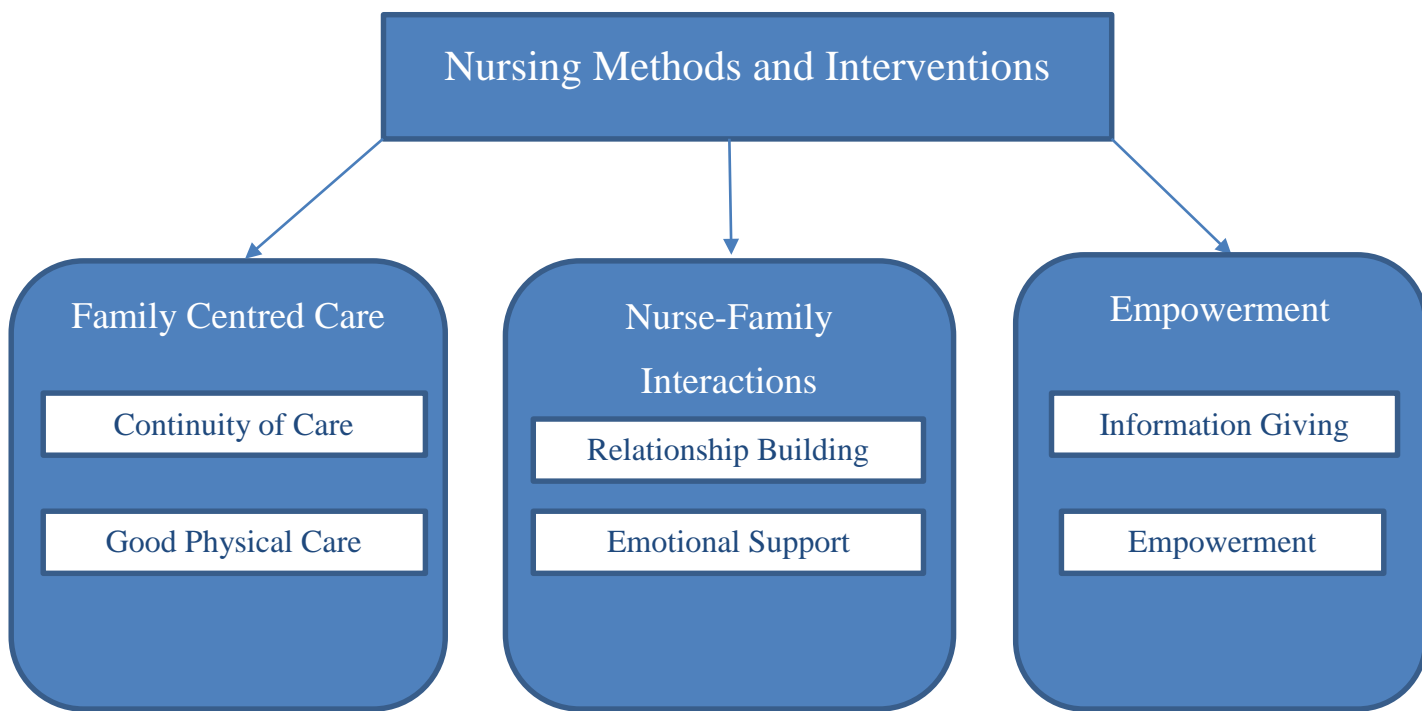 Nursing Methods and Interventions
Family Centred Care
Continuity of Care
Good Physical Care
Nurse-Family
Interactions
Relationship Building
Emotional Support
Empowerment
Information Giving
Empowerment